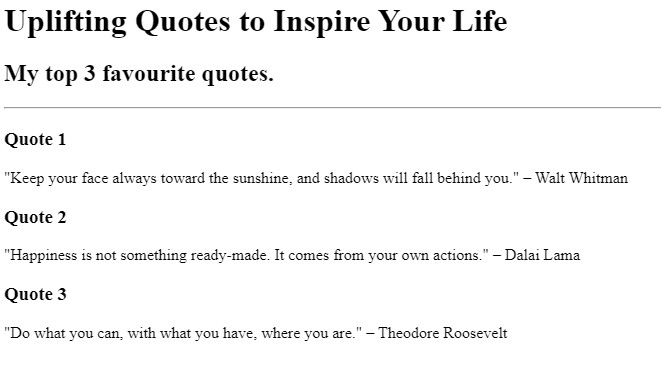 Uplifting Quotes to Inspire Your Life
My top 3 favourite quotes.
Quote 1
"Keep your face always toward the sunshine, and shadows will fall behind you." – Walt Whitman
Quote 2
"Happiness is not something ready-made. It comes from your own actions." – Dalai Lama
Quote 3
"Do what you can, with what you have, where you are." – Theodore Roosevelt